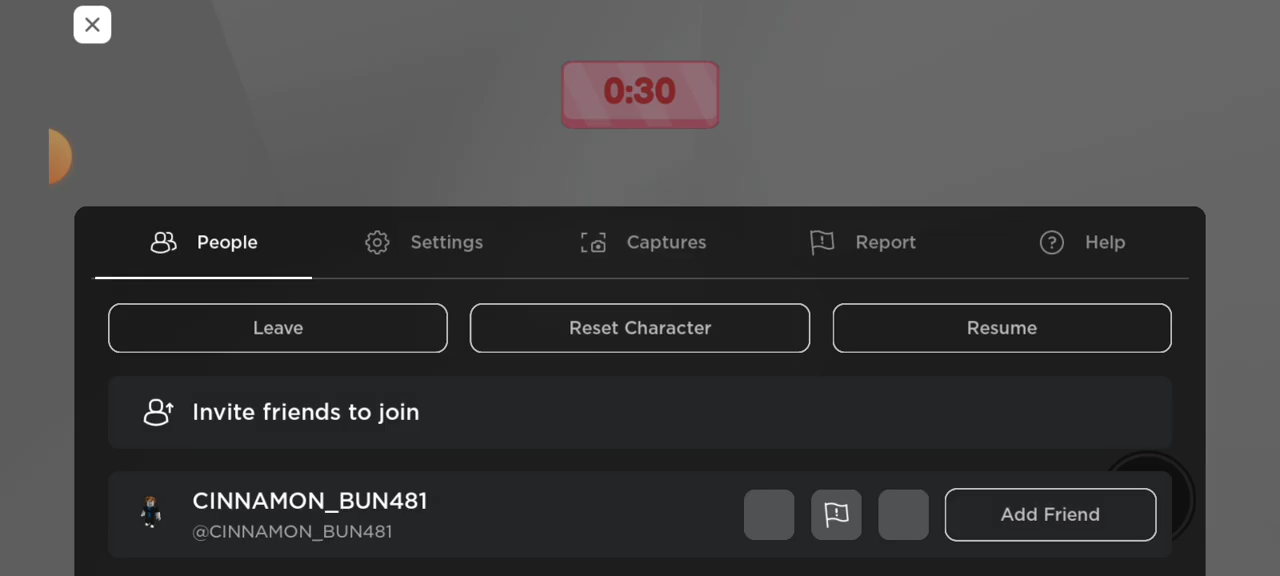 0:30
People
Settings
Captures
Report
Help
Leave
Reset Character
Resume
Invite friends to join
CINNAMON_BUN481
@CINNAMON_BUN481
Add Friend